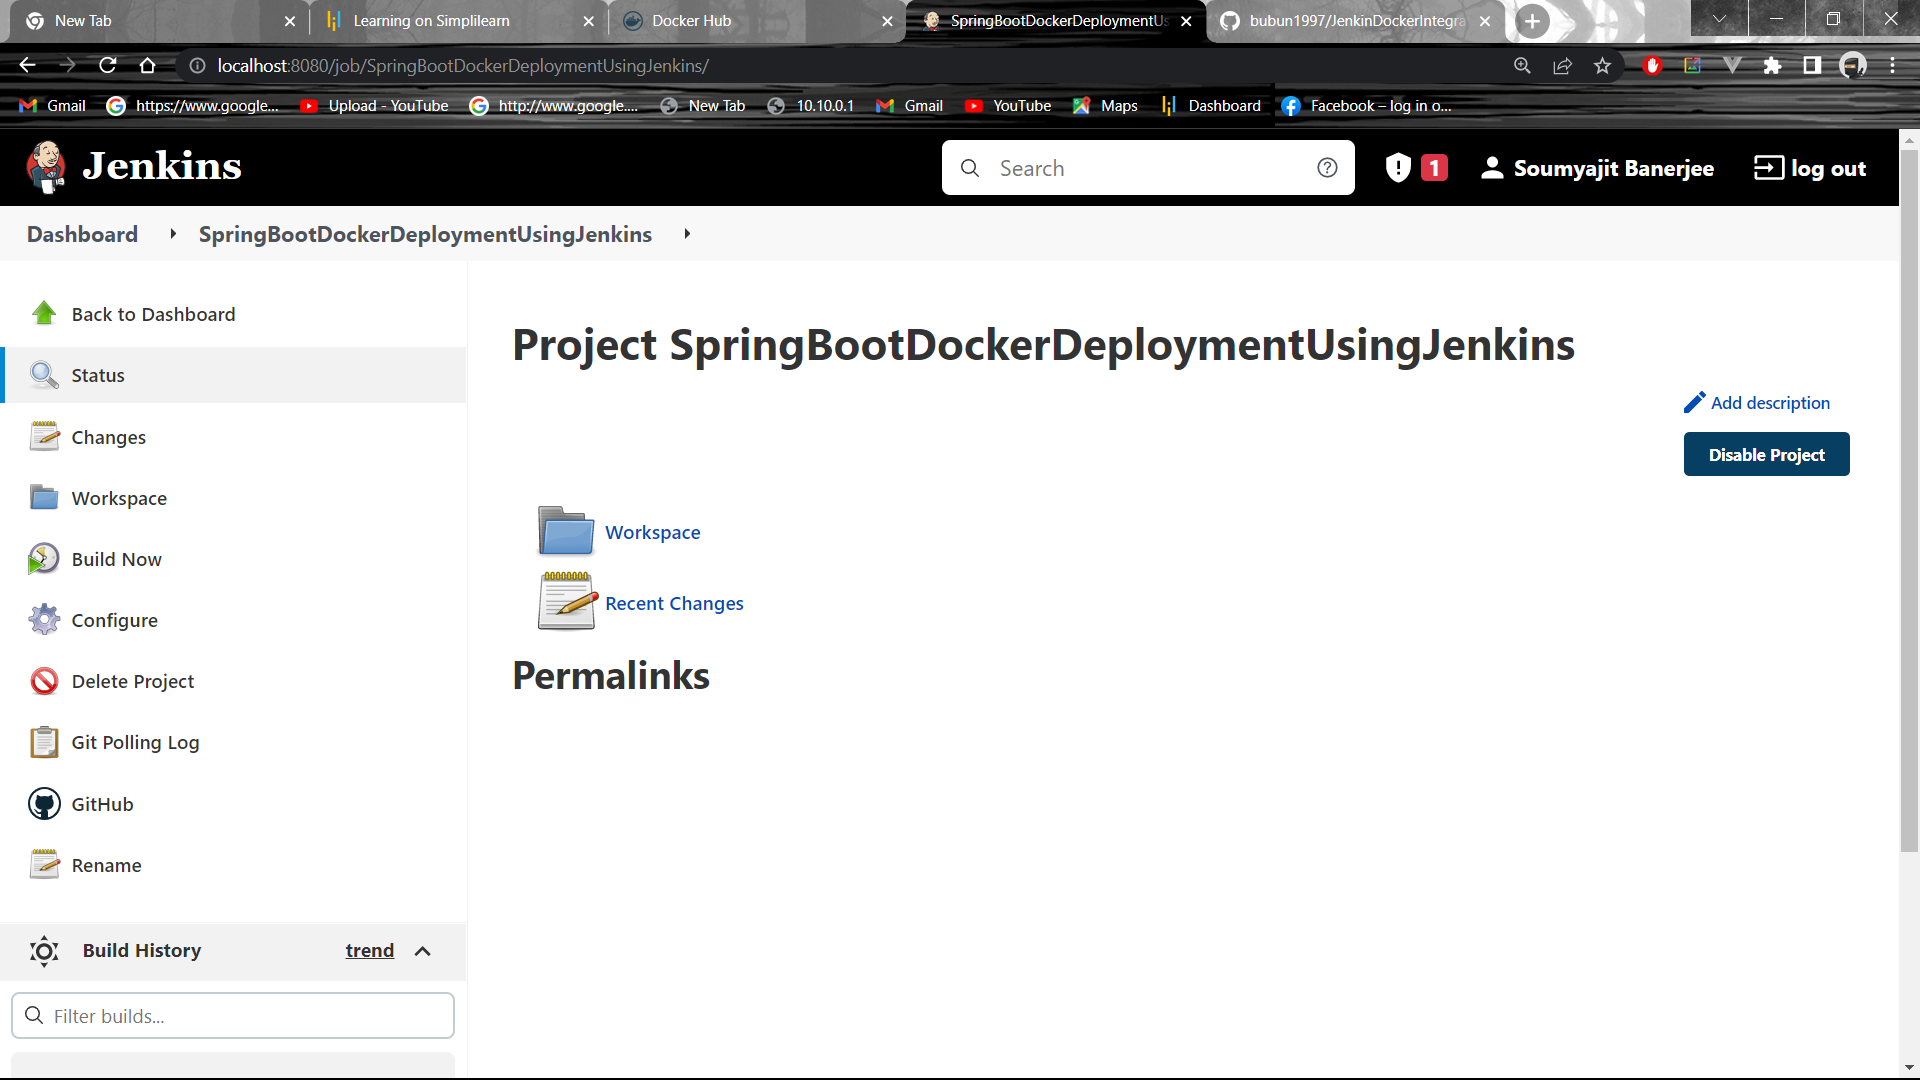 New Tab
Learning on Simplilearn
Docker Hub
SpringBootDockerDeploymentUs
bubun1997/JenkinDockerIntegra
localhost:8080/job/SpringBootDockerDeploymentUsingJenkins/
Gmail
https://www.google...
Upload - YouTube
http://www.google....
New Tab
10.10.0.1
Gmail
YouTube
Maps
Dashboard
Facebook – log in o...
Jenkins
Search
1
Soumyajit Banerjee
log out
Dashboard
SpringBootDockerDeploymentUsingJenkins
Back to Dashboard
Status
Changes
Workspace
Build Now
Configure
Delete Project
Git Polling Log
GitHub
Rename
Build History
trend
Filter builds...
Project SpringBootDockerDeploymentUsingJenkins
Add description
Disable Project
Workspace
Recent Changes
Permalinks